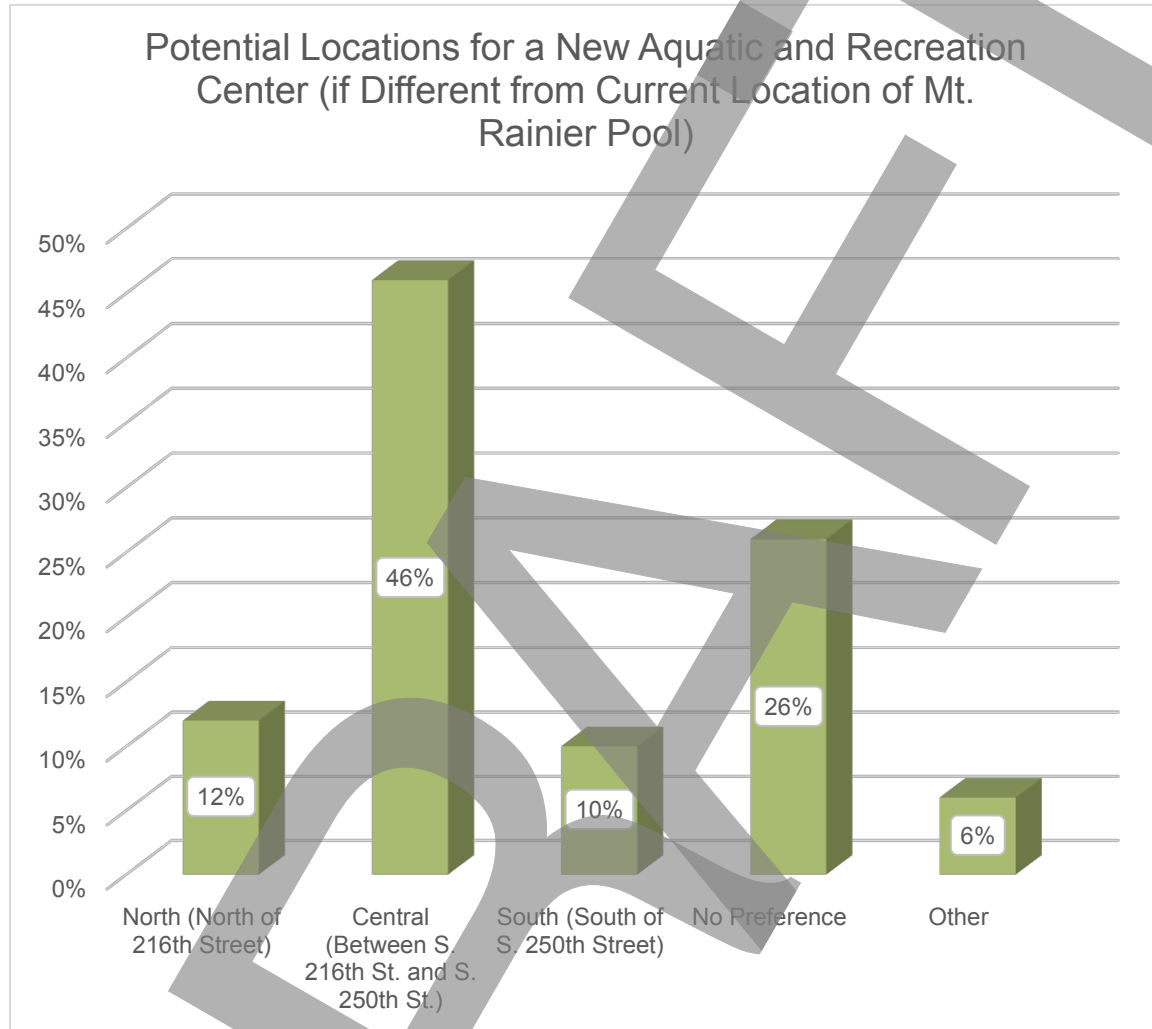 Potential Locations for a New Aquatic and Recreation
Center (if Different from Current Location of Mt.
Rainier Pool)
50%
45%
40%
35%
30%
25%
20%
15%
10%
5%
0%
12%
46%
10%
26%
6%
North (North of
216th Street)
Central
(Between S.
216th St. and S.
250th St.)
South (South of
S. 250th Street)
No Preference
Other
DRAFT